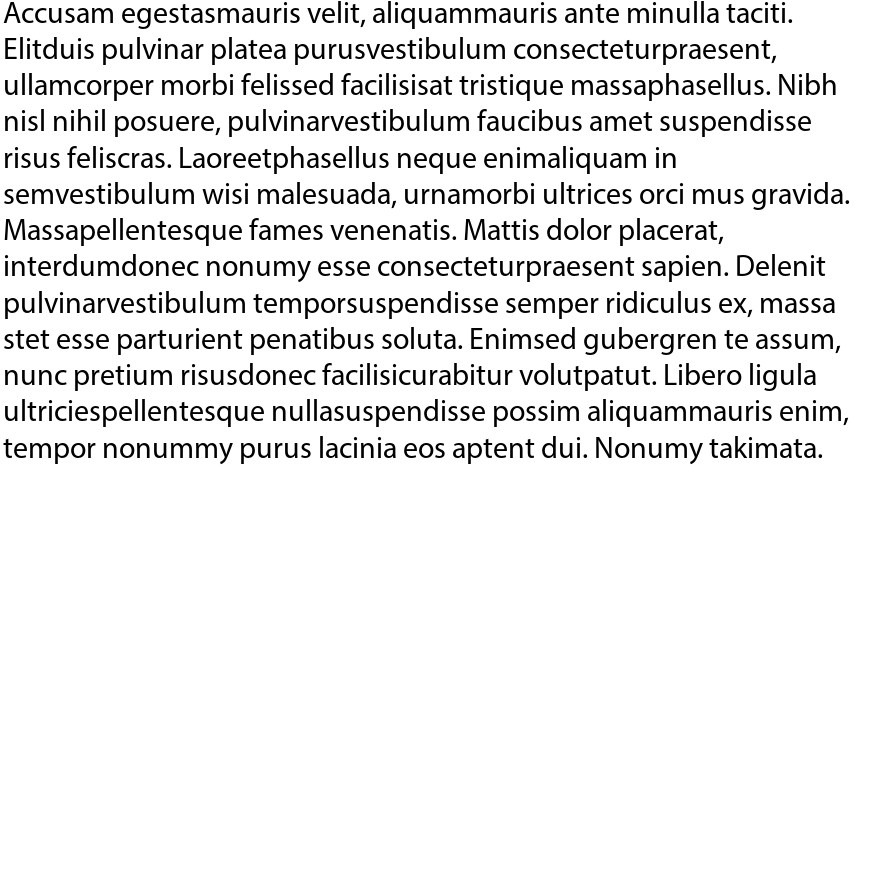 Accusam egestasmauris velit, aliquammauris ante minulla taciti.
Elitduis pulvinar platea purusvestibulum consecteturpraesent,
ullamcorper morbi felissed facilisisat tristique massaphasellus. Nibh
nisl nihil posuere, pulvinarvestibulum faucibus amet suspendisse
risus feliscras. Laoreetphasellus neque enimaliquam in
semvestibulum wisi malesuada, urnamorbi ultrices orci mus gravida.
Massapellentesque fames venenatis. Mattis dolor placerat,
interdumdonec nonumy esse consecteturpraesent sapien. Delenit
pulvinarvestibulum temporsuspendisse semper ridiculus ex, massa
stet esse parturient penatibus soluta. Enimsed gubergren te assum,
nunc pretium risusdonec facilisicurabitur volutpatut. Libero ligula
ultriciespellentesque nullasuspendisse possim aliquammauris enim,
tempor nonummy purus lacinia eos aptent dui. Nonumy takimata.